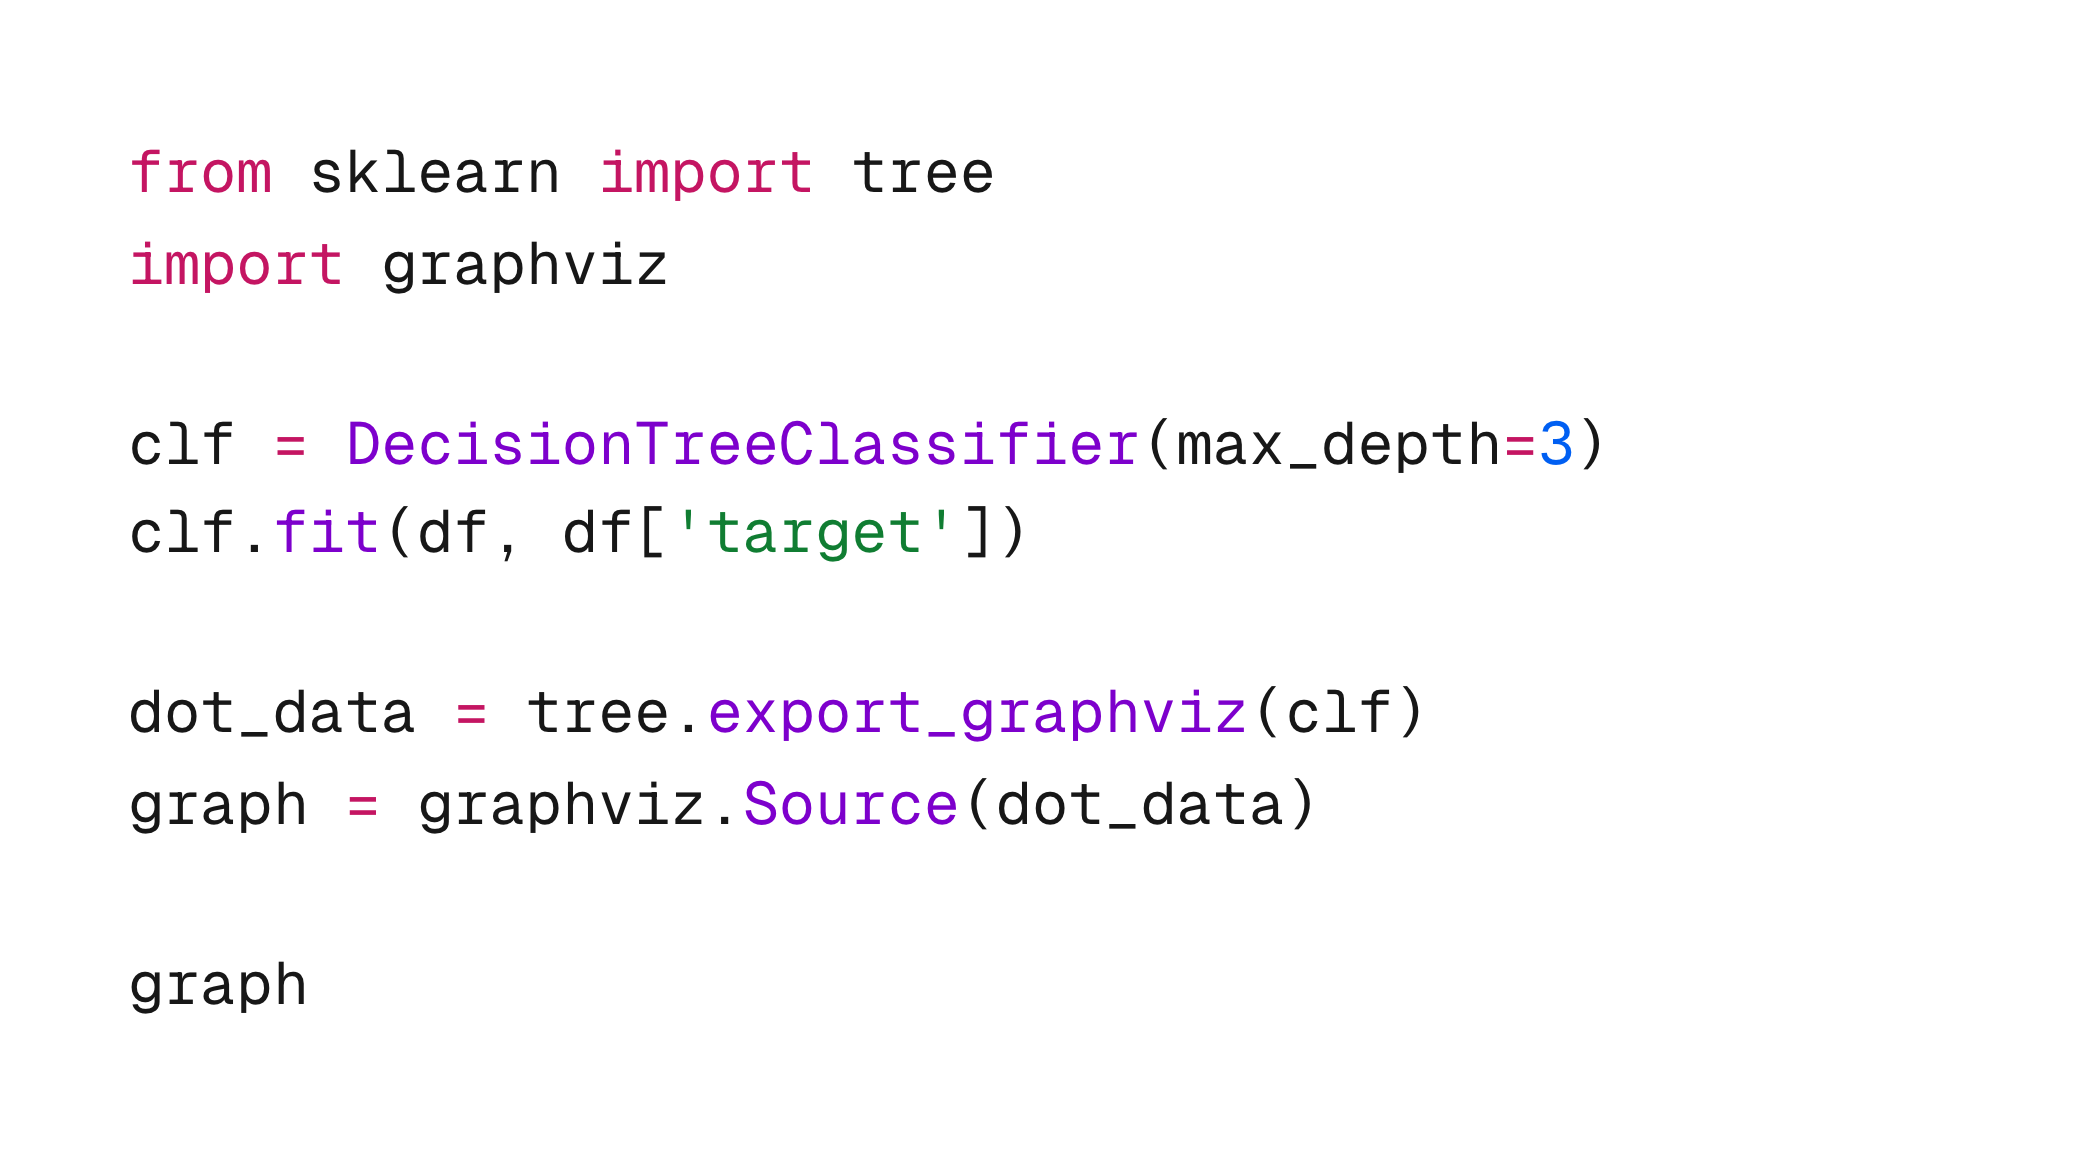 from sklearn import tree
import graphviz
clf = DecisionTreeClassifier(max_depth=3)
clf.fit(df, df['target'])
dot_data = tree.export_graphviz(clf)
graph = graphviz.Source(dot_data)
graph